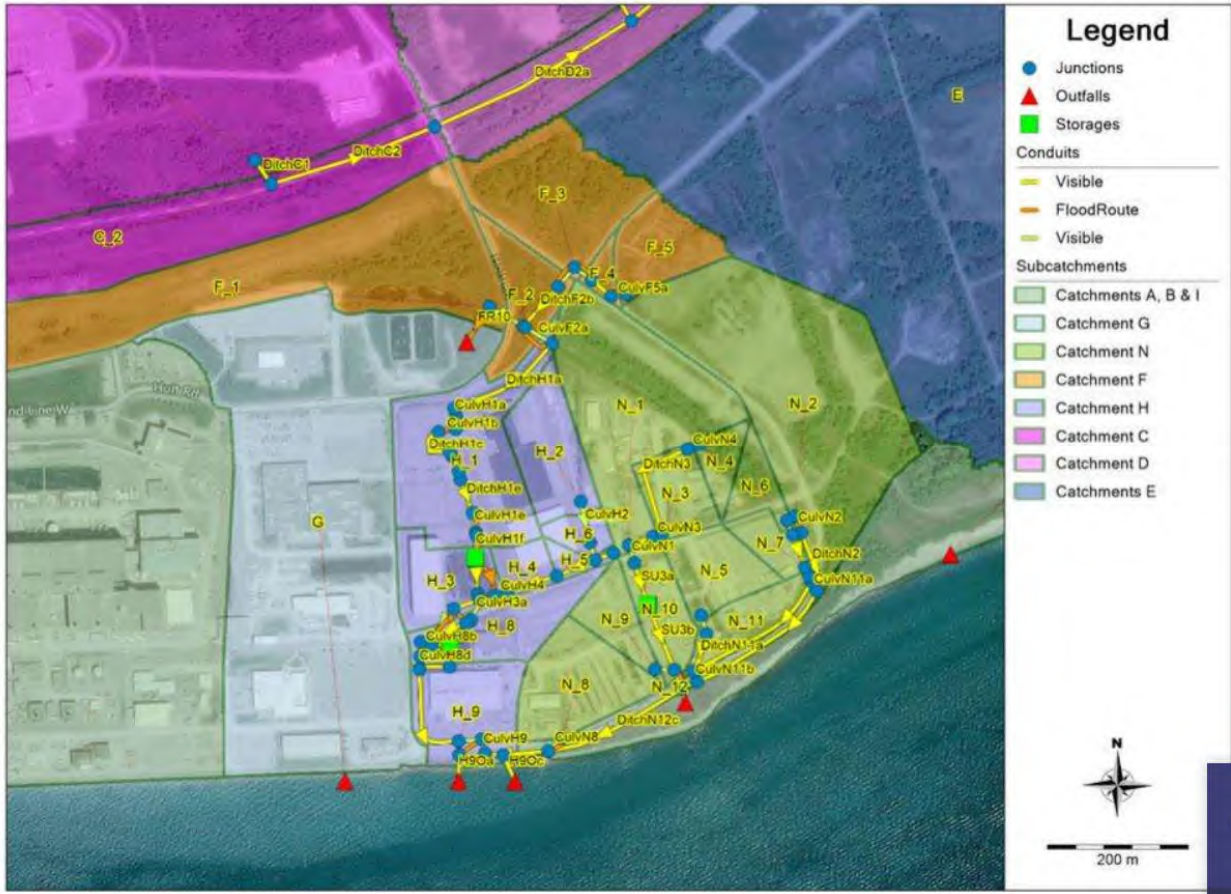 DitchD2a
E
DitchC1
DitchC2
F_3
C_2
F_5
F_1
F_4
CulvF5a
F_2
DitchF2b
FR10
CulvF2a
DitchH1a
Hutt Rd
CulvH1a
N_1
N_2
CulvH1b
DitchH1c
CulvN4
H_1
H_2
DitchN3
N_4
DitchH1e
N_6
N_3
CulvH1e
CulvH2
CulvN2
G
CulvH1f
H_6
CulvN3
N_7
CulvN1
DitchN2
H_5
SU3a
N_5
H_3
H_4
CulvH4
CulvN11a
CulvH3a
N_10
N_9
N_11
H_8
SU3b
CulvH8b
DitchN11a
CulvH8d
N_12
CulvN11b
N_8
H_9
DitchN12c
CulvH9
CulvN8
H9Oa
H9Oc
Legend
Junctions
Outfalls
Storages
Conduits
Visible
FloodRoute
Visible
Subcatchments
Catchments A, B & I
Catchment G
Catchment N
Catchment F
Catchment H
Catchment C
Catchment D
Catchments E
N
200 m